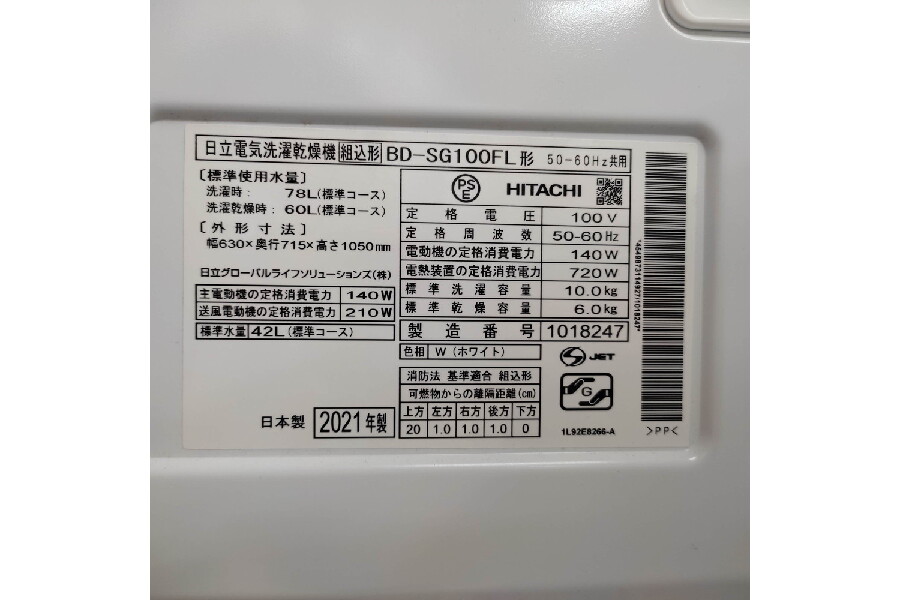 日立電気洗濯乾燥機 組込形 BD-SG100FL形 50-60Hz共用
〔標準使用水量〕
洗濯時: 78L(標準コース)
洗濯乾燥時: 60L(標準コース)
〔外形寸法〕
幅630×奥行715×高さ1050mm
日立グローバルライフソリューションズ(株)
主電動機の定格消費電力 140W
送風電動機の定格消費電力 210W
標準水量 42L(標準コース)
日本製 2021年製
PSE HITACHI
定格電圧 100V
定格周波数 50-60Hz
電動機の定格消費電力 140W
電熱装置の定格消費電力 720W
標準洗濯容量 10.0kg
標準乾燥容量 6.0kg
製造番号 1018247
色相 W(ホワイト)
消防法 基準適合 組込形
可燃物からの離隔距離(cm)
上方 左方 右方 後方 下方
20 1.0 1.0 1.0 0
S JET
G
1L92E8266-A
*4549873114927/1018247*
>PP<